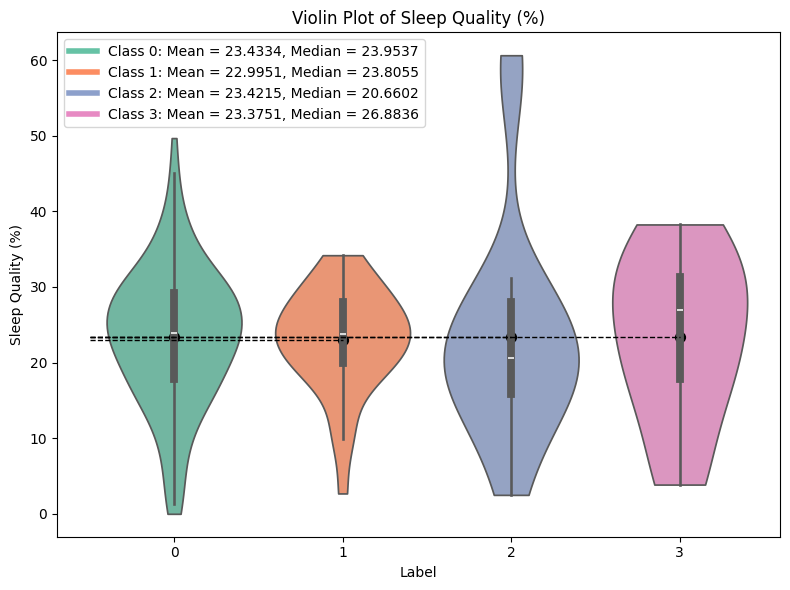 Violin Plot of Sleep Quality (%)
Class 0: Mean = 23.4334, Median = 23.9537
Class 1: Mean = 22.9951, Median = 23.8055
Class 2: Mean = 23.4215, Median = 20.6602
Class 3: Mean = 23.3751, Median = 26.8836
Sleep Quality (%)
60
50
40
30
20
10
0
0 1 2 3
Label